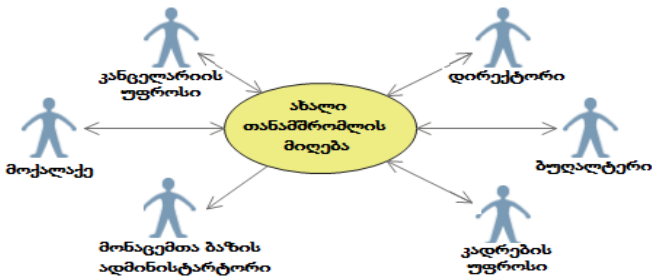 კანცელარიის
უფროსი
დირექტორი
ახალი
თანამშრომლის
მიღება
მოქალაქე
ბუღალტერი
მონაცემთა ბაზის
ადმინისტარტორი
კადრების
უფროსი